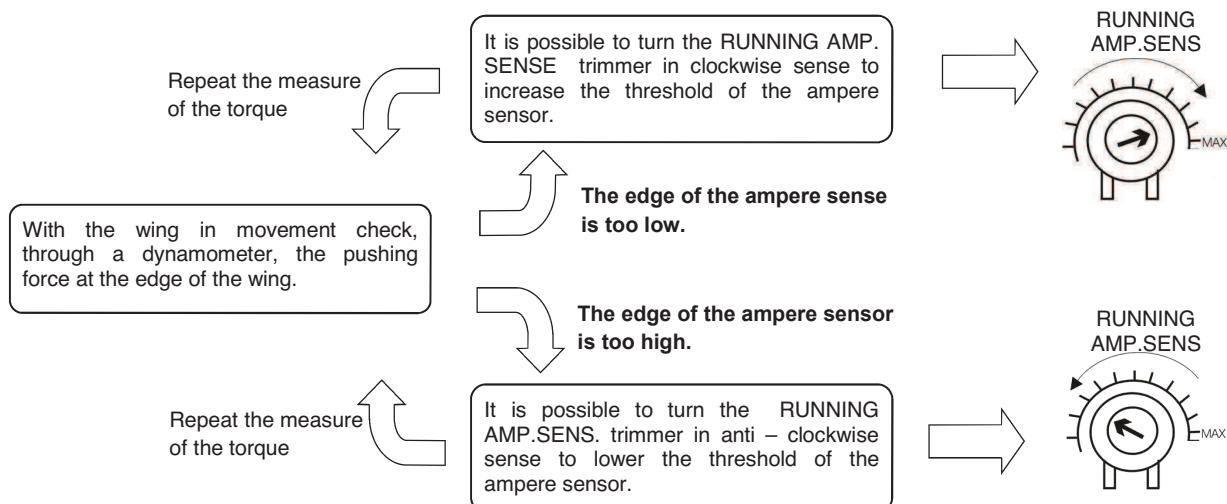 It is possible to turn the RUNNING AMP.
SENSE trimmer in clockwise sense to
increase the threshold of the ampere
sensor.
RUNNING
AMP.SENS
MAX
Repeat the measure
of the torque
The edge of the ampere sense
is too low.
With the wing in movement check,
through a dynamometer, the pushing
force at the edge of the wing.
The edge of the ampere sensor
is too high.
Repeat the measure
of the torque
It is possible to turn the RUNNING
AMP.SENS. trimmer in anti – clockwise
sense to lower the threshold of the
ampere sensor.
RUNNING
AMP.SENS
MAX